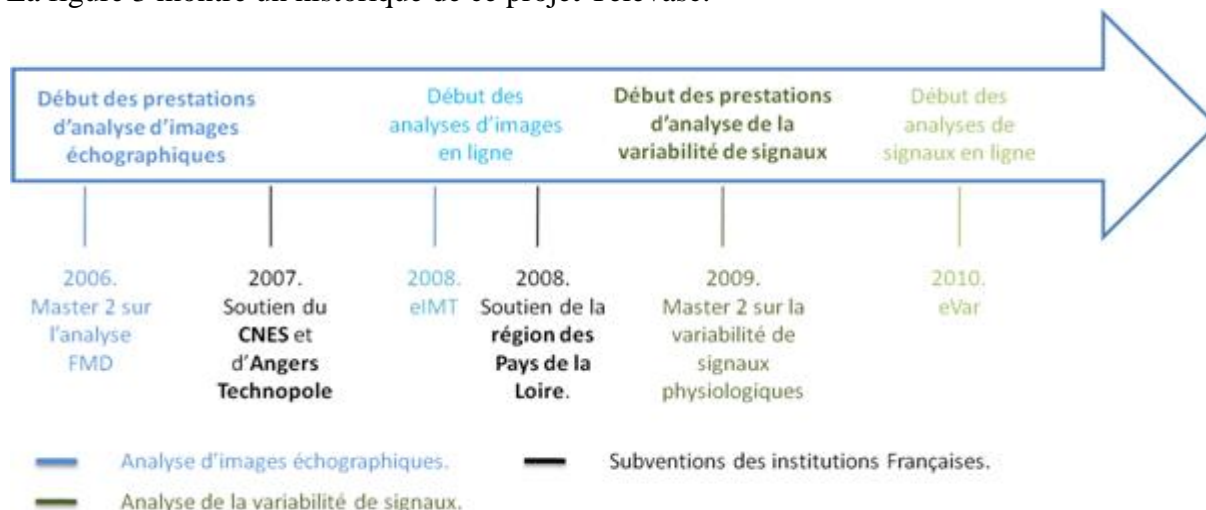 La figure montre un historique de ce projet
Début des prestations
d'analyse d'images
échographiques
Début des
analyses d'images
en ligne
Début des prestations
d'analyse de la
variabilité de signaux
Début des
analyses de
signaux en ligne
2006.
Master 2 sur
l'analyse
FMD
2007.
Soutien du
CNES et
d'Angers
Technopole
2008.
eIMT
2008.
Soutien de la
région des
Pays de la
Loire.
2009.
Master 2 sur la
variabilité de
signaux
physiologiques
2010.
eVar
Analyse d'images échographiques.
Subventions des institutions Françaises.
Analyse de la variabilité de signaux.